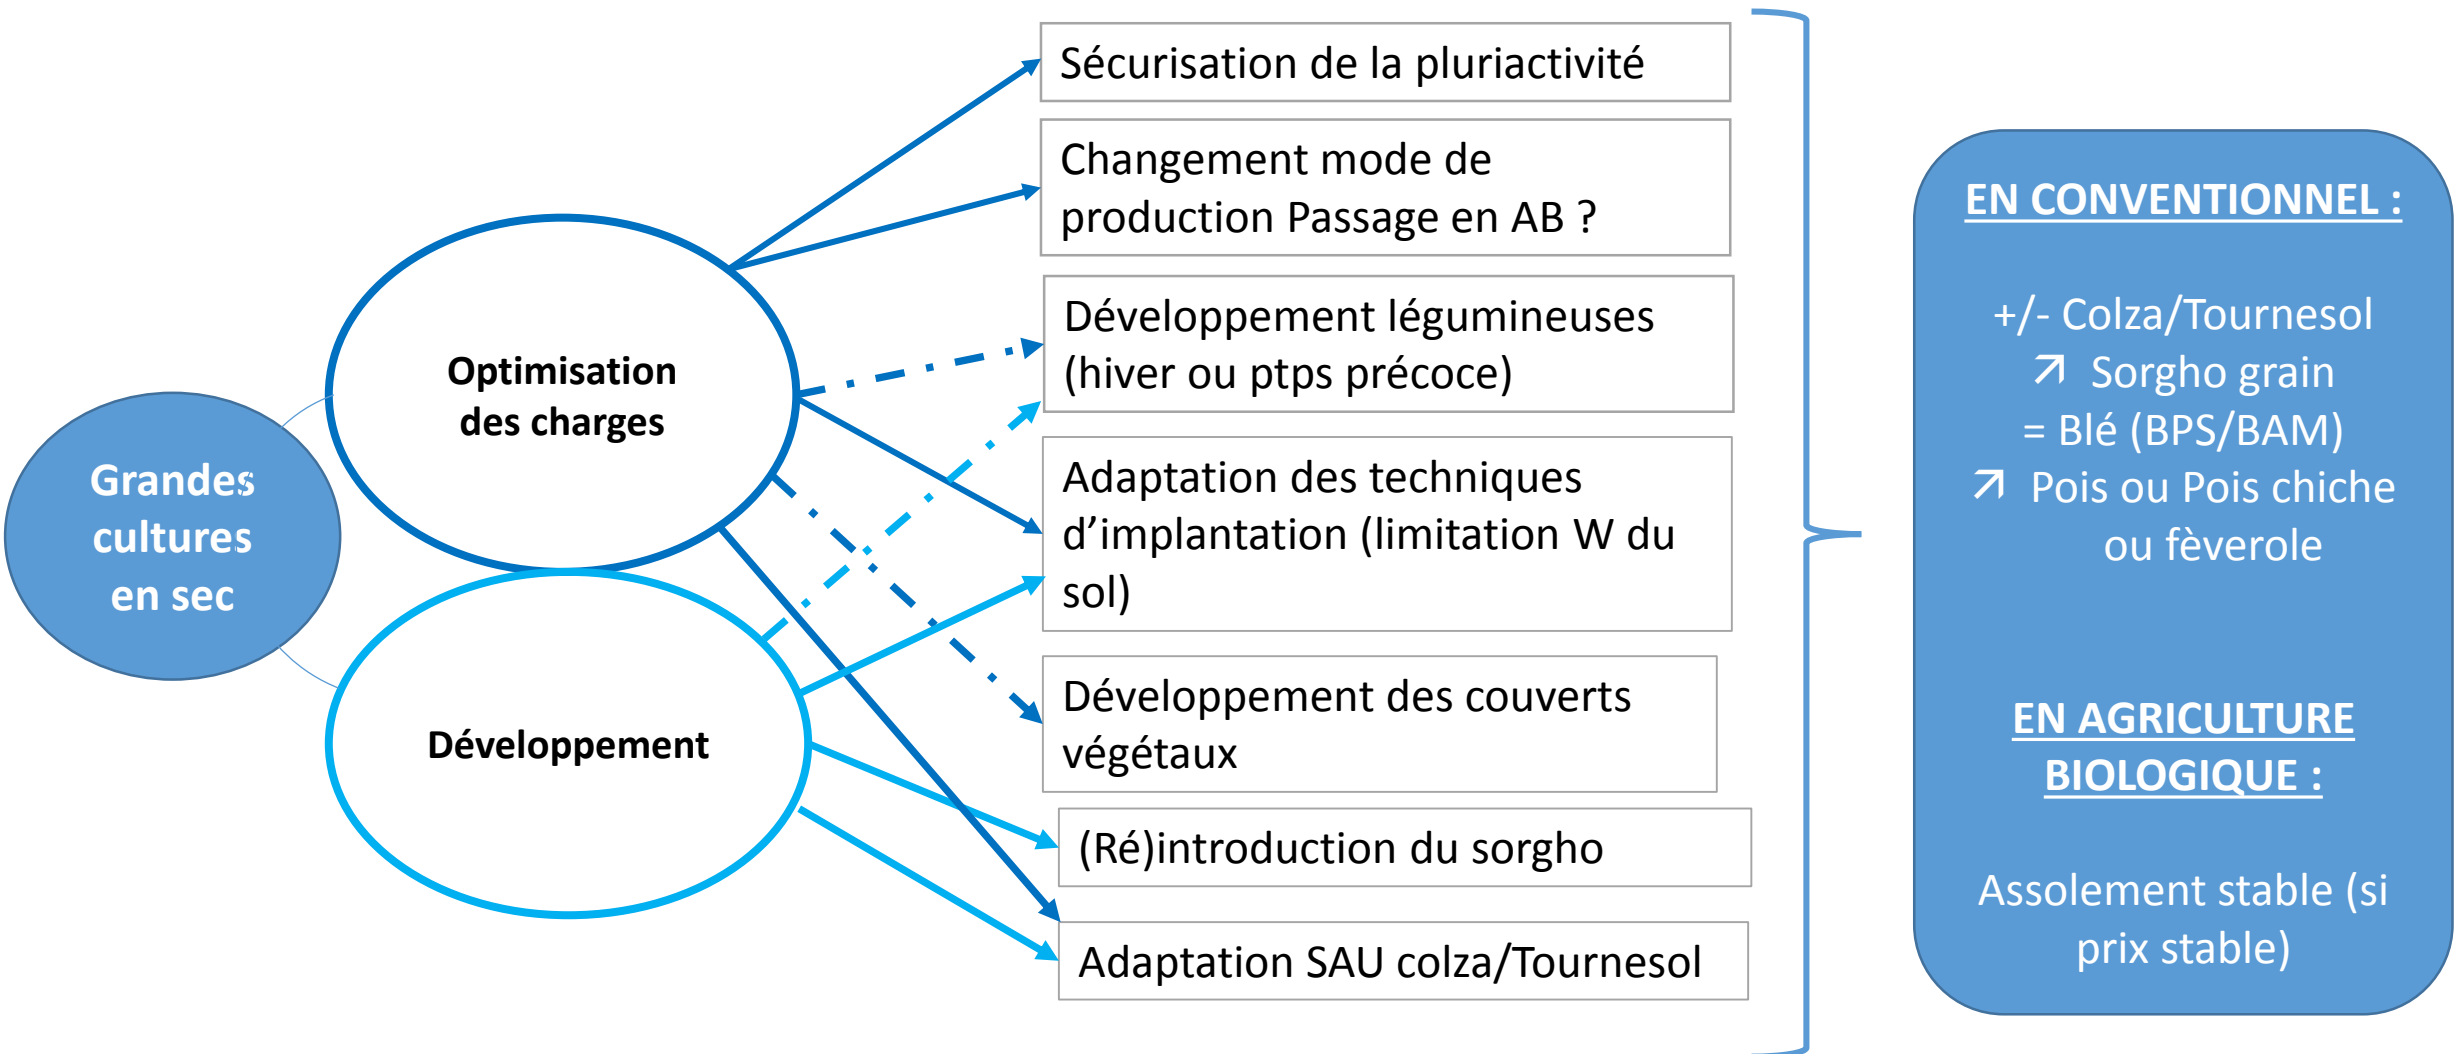 Grandes
cultures
en sec
Optimisation
des charges
Développement
Sécurisation de la pluriactivité
Changement mode de
production Passage en AB ?
Développement légumineuses
(hiver ou ptps précoce)
Adaptation des techniques
d’implantation (limitation W du
sol)
Développement des couverts
végétaux
(Ré)introduction du sorgho
Adaptation SAU colza/Tournesol
EN CONVENTIONNEL :
+/- Colza/Tournesol
↗ Sorgho grain
= Blé (BPS/BAM)
↗ Pois ou Pois chiche
ou fèverole
EN AGRICULTURE
BIOLOGIQUE :
Assolement stable (si
prix stable)